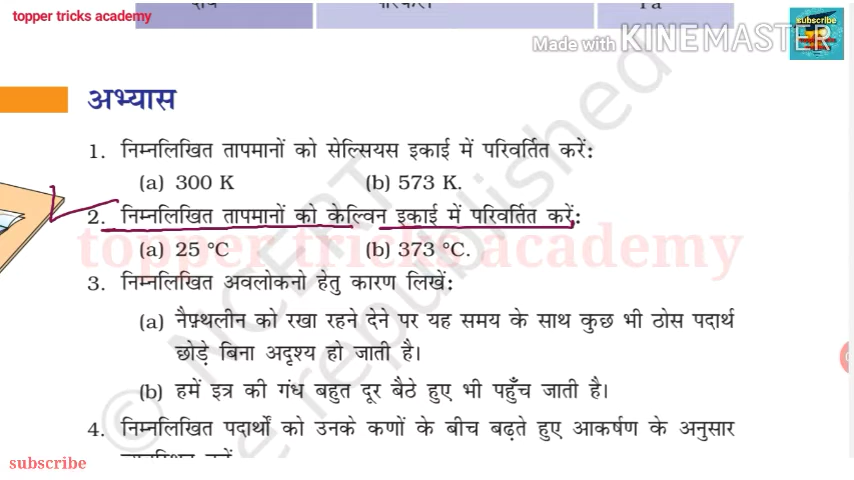 topper tricks academy
subscribe
Made with KINEMASTER
अभ्यास
1. निम्नलिखित तापमानों को सेल्सियस इकाई में परिवर्तित करें:
(a) 300 K (b) 573 K.
2. निम्नलिखित तापमानों को केल्विन इकाई में परिवर्तित करें:
topper tricks academy
(a) 25 °C (b) 373 °C.
3. निम्नलिखित अवलोकनो हेतु कारण लिखें:
(a) नैफ़्थलीन को रखा रहने देने पर यह समय के साथ कुछ भी ठोस पदार्थ
छोड़े बिना अदृश्य हो जाती है।
(b) हमें इत्र की गंध बहुत दूर बैठे हुए भी पहुँच जाती है।
4. निम्नलिखित पदार्थों को उनके कणों के बीच बढ़ते हुए आकर्षण के अनुसार
© NCERT
be republished
subscribe